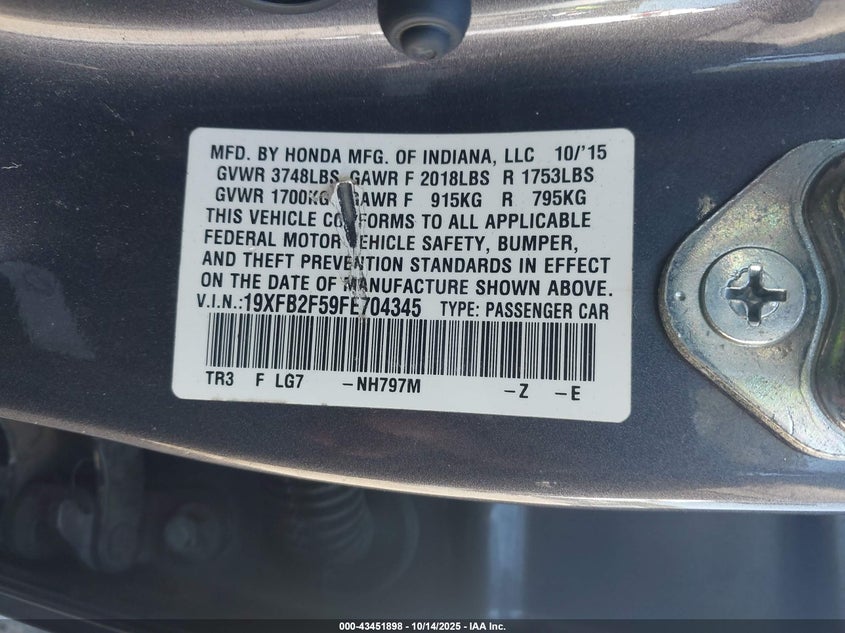 MFD. BY HONDA MFG. OF INDIANA, LLC 10/'15
GVWR 3748LBS GAWR F 2018LBS R 1753LBS
GVWR 1700KG GAWR F 915KG R 795KG
THIS VEHICLE CONFORMS TO ALL APPLICABLE
FEDERAL MOTOR VEHICLE SAFETY, BUMPER,
AND THEFT PREVENTION STANDARDS IN EFFECT
ON THE DATE OF MANUFACTURE SHOWN ABOVE.
V.I.N.:19XFB2F59FE704345 TYPE: PASSENGER CAR
TR3 F LG7 -NH797M -Z -E
000-43451898 - 10/14/2025 - IAA Inc.